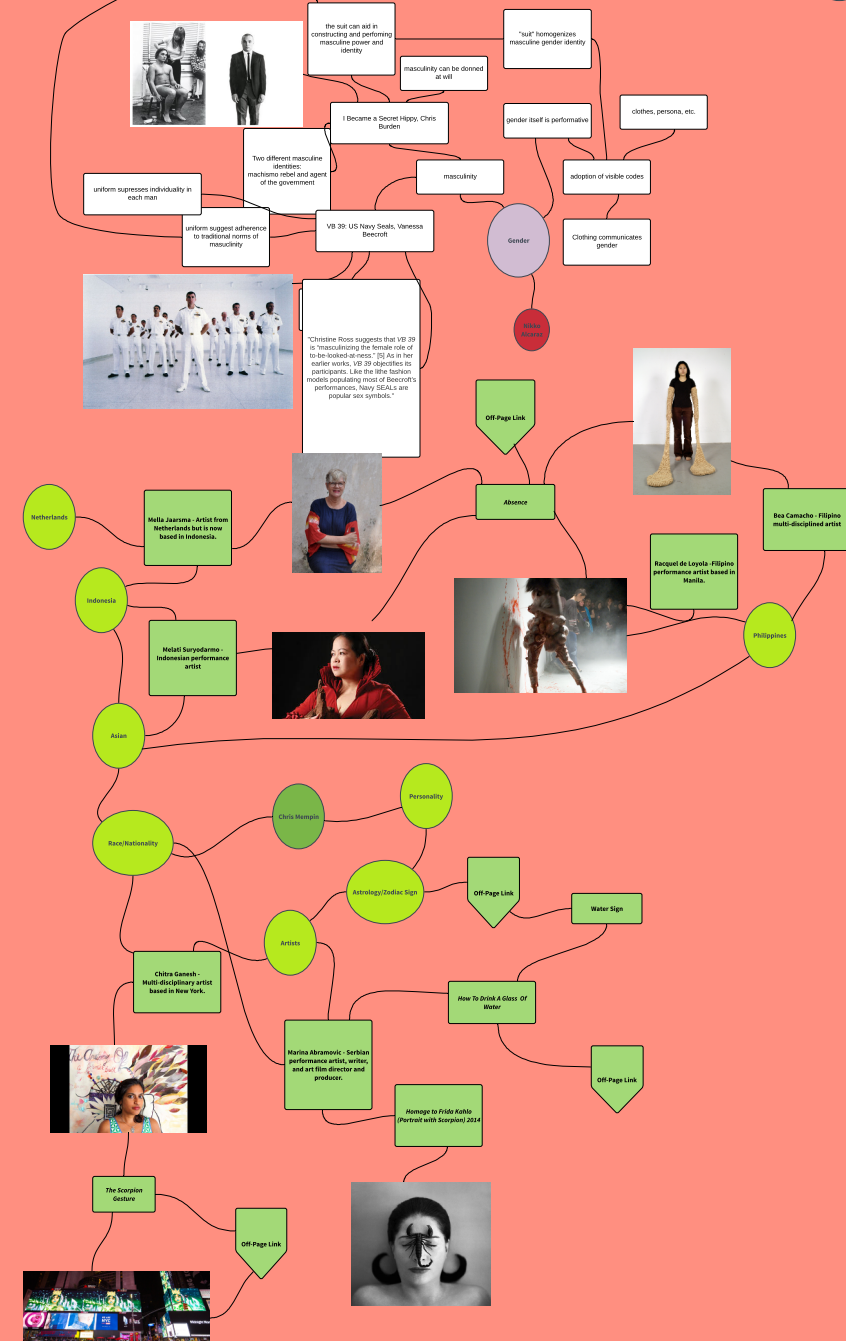 the suit can aid in
constructing and perfoming
masculine power and
identity
"suit" homogenizes
masculine gender identity
masculinity can be donned
at will
I Became a Secret Hippy, Chris
Burden
gender itself is performative
clothes, persona, etc.
Two different masculine
identities:
machismo rebel and agent
of the government
masculinity
adoption of visible codes
uniform supresses individuality in
each man
uniform suggest adherence
to traditional norms of
masuclinity
VB 39: US Navy Seals, Vanessa
Beecroft
Gender
Clothing communicates
gender
"Christine Ross suggests that VB 39
is "masculinizing the female role of
to-be-looked-at-ness." [5] As in her
earlier works, VB 39 objectifies its
participants. Like the lithe fashion
models populating most of Beecroft's
performances, Navy SEALs are
popular sex symbols."
Off-Page Link
Absence
Netherlands
Mella Jaarsma - Artist from
Netherlands but is now
based in Indonesia.
Bea Camacho - Filipino
multi-disciplined artist
Racquel de Loyola -Filipino
performance artist based in
Manila.
Indonesia
Melati Suryodarmo -
Indonesian performance
artist
Philippines
Asian
Personality
Chris Mempin
Race/Nationality
Astrology/Zodiac Sign
Off-Page Link
Water Sign
Artists
Chitra Ganesh -
Multi-disciplinary artist
based in New York.
How To Drink A Glass Of
Water
Marina Abramovic - Serbian
performance artist, writer,
and art film director and
producer.
Off-Page Link
Homage to Frida Kahlo
(Portrait with Scorpion) 2014
The Scorpion
Gesture
Off-Page Link